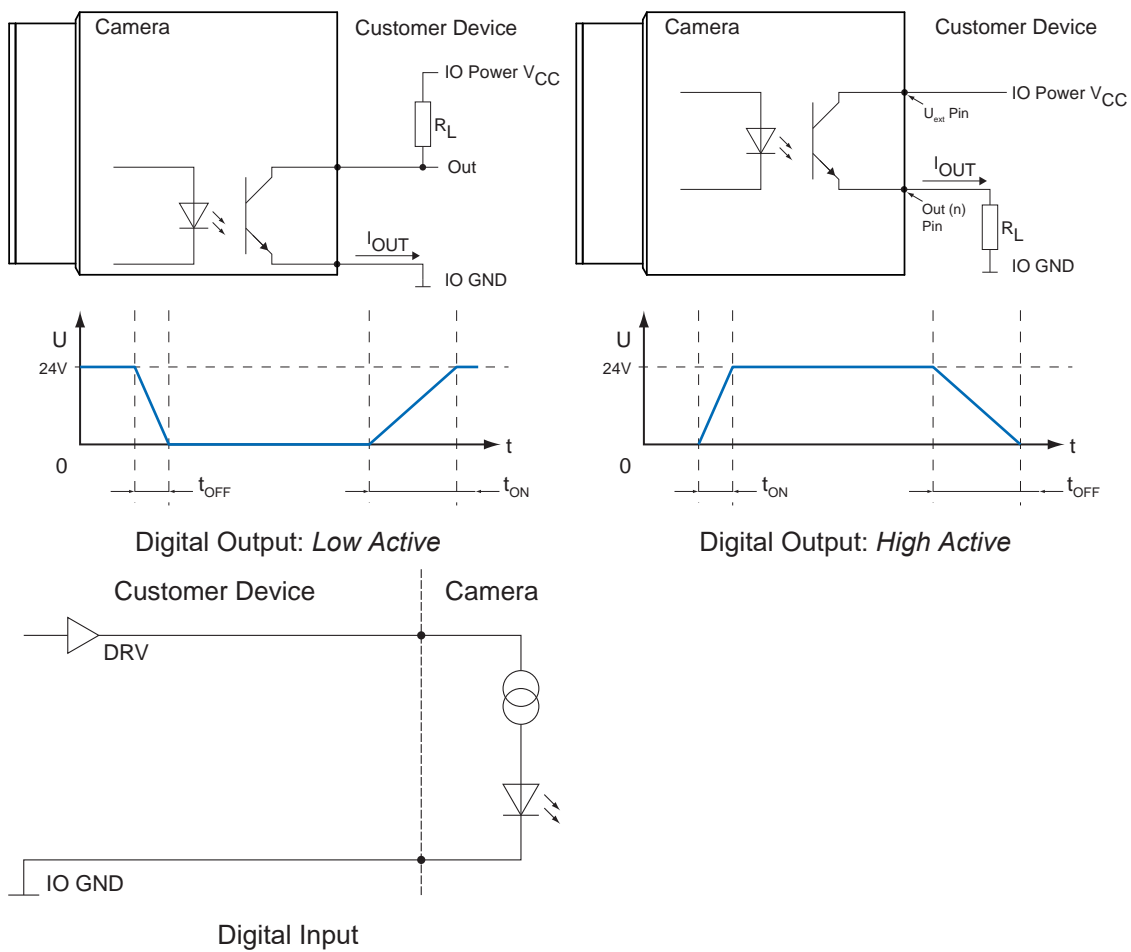 Camera
Customer Device
IO Power VCC
RL
Out
IOUT
IO GND
U
24V
0
t
tOFF
tON
Digital Output: Low Active
Camera
Customer Device
IO Power VCC
Uext Pin
IOUT
Out (n)
Pin
RL
IO GND
U
24V
0
t
tON
tOFF
Digital Output: High Active
Customer Device
Camera
DRV
IO GND
Digital Input